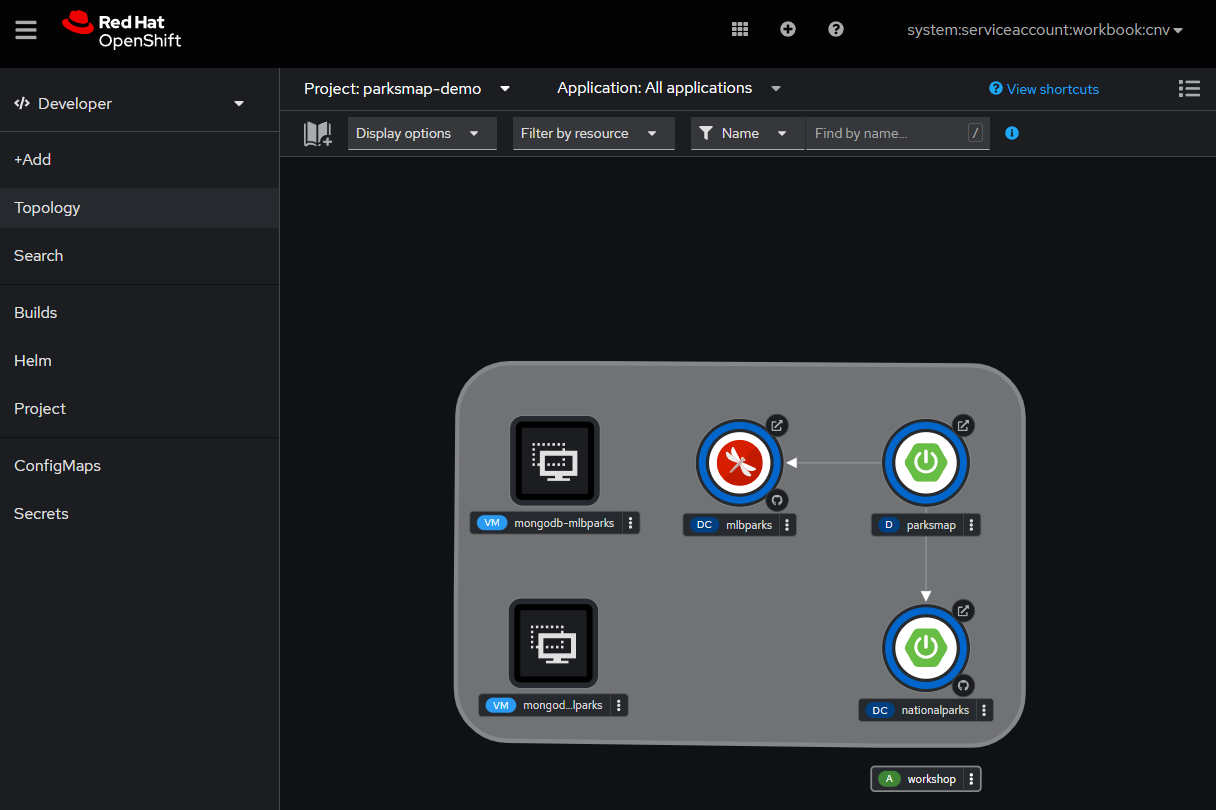 Red Hat
OpenShift
system:serviceaccount:workbook:cnv
Developer
+Add
Topology
Search
Builds
Helm
Project
ConfigMaps
Secrets
Project: parksmap-demo
Application: All applications
View shortcuts
Display options
Filter by resource
Name
Find by name...
/
VM mongodb-mlbparks
DC mlbparks
D parksmap
VM mongod...lparks
DC nationalparks
A workshop